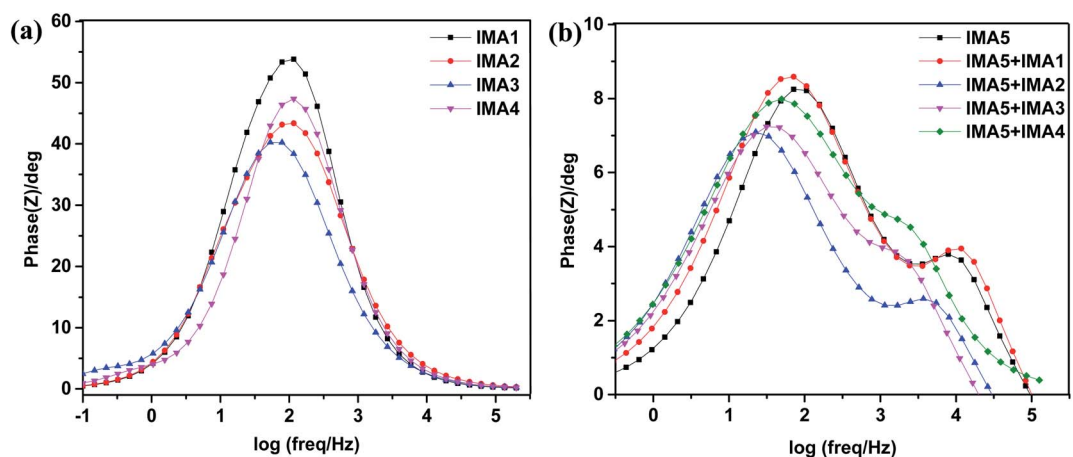 (a)
60
50
40
30
20
10
0
Phase(Z)/deg
-1
0
1
2
3
4
5
log (freq/Hz)
IMA1
IMA2
IMA3
IMA4
(b)
10
8
6
4
2
0
Phase(Z)/deg
0
1
2
3
4
5
log (freq/Hz)
IMA5
IMA5+IMA1
IMA5+IMA2
IMA5+IMA3
IMA5+IMA4